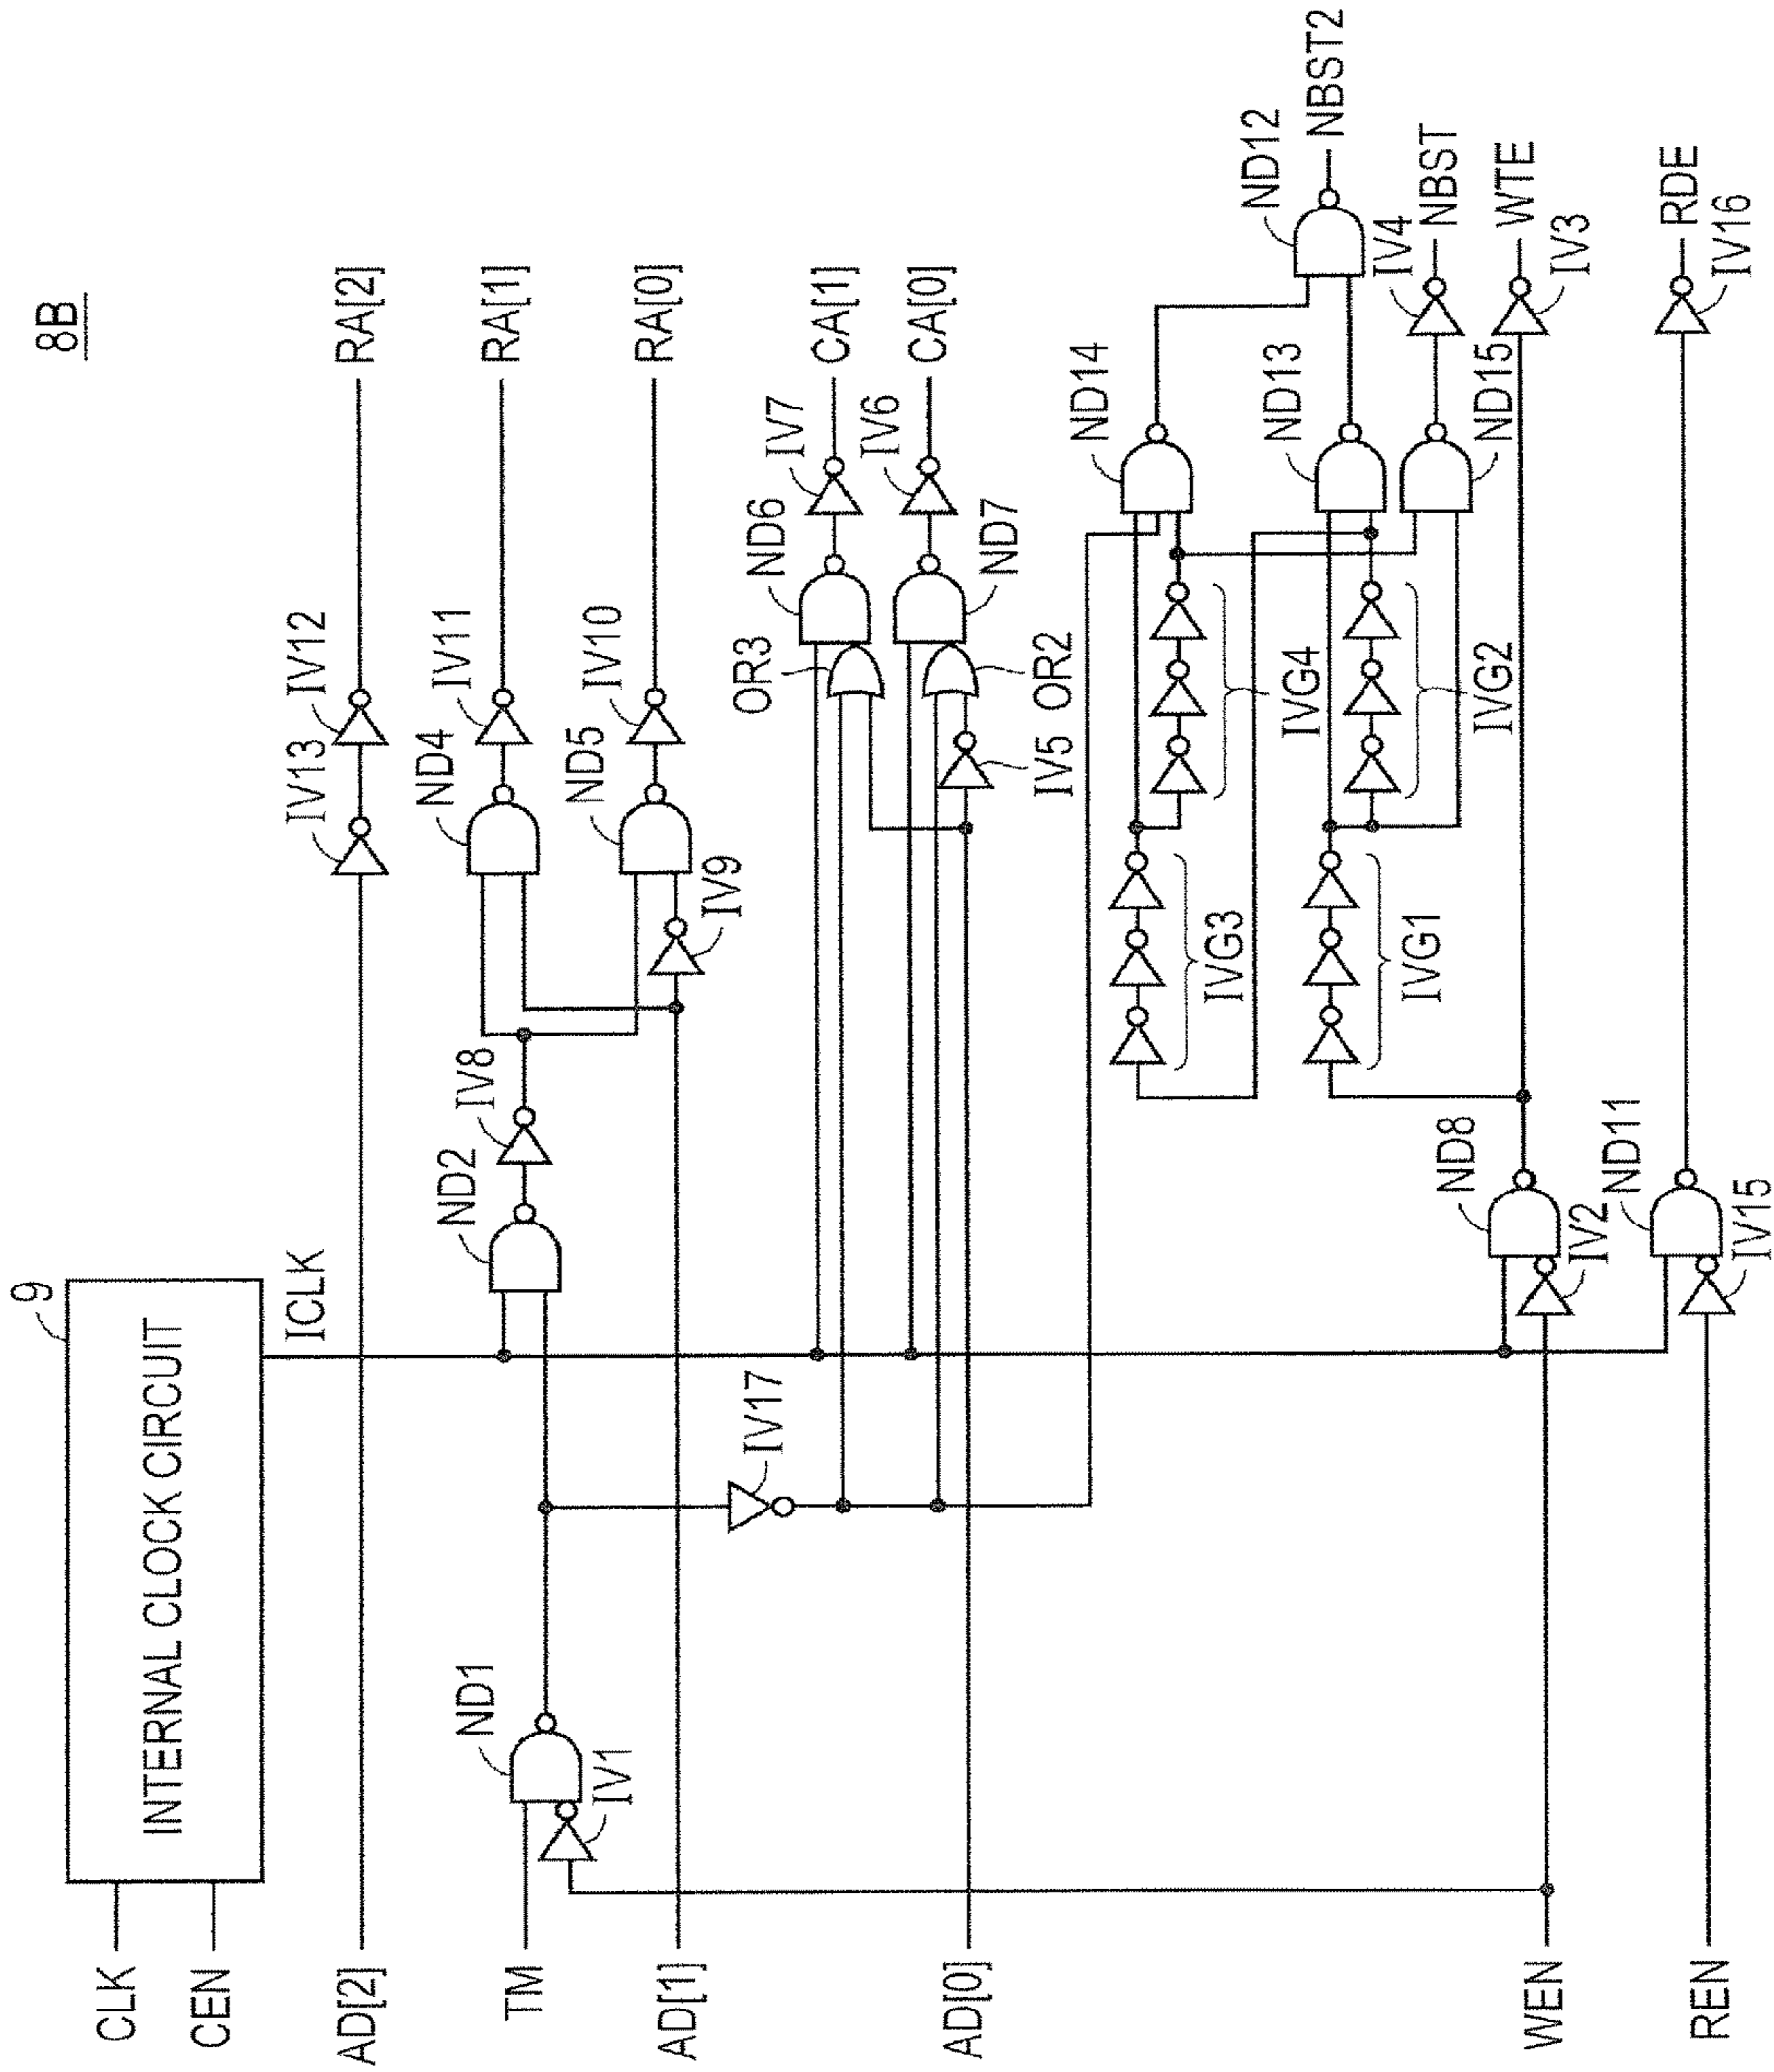 8B
9
INTERNAL CLOCK CIRCUIT
ICLK
CLK
CEN
AD[2]
IV13
IV12
RA[2]
TM
ND1
IV1
ND2
IV8
ND4
IV11
RA[1]
AD[1]
IV9
ND5
IV10
RA[0]
IV17
OR3
ND6
IV7
CA[1]
AD[0]
IV5
OR2
ND7
IV6
CA[0]
IVG3
IVG4
ND14
IVG1
IVG2
ND13
ND12
NBST2
ND15
IV4
NBST
WEN
IV2
ND8
IV3
WTE
REN
IV15
ND11
IV16
RDE